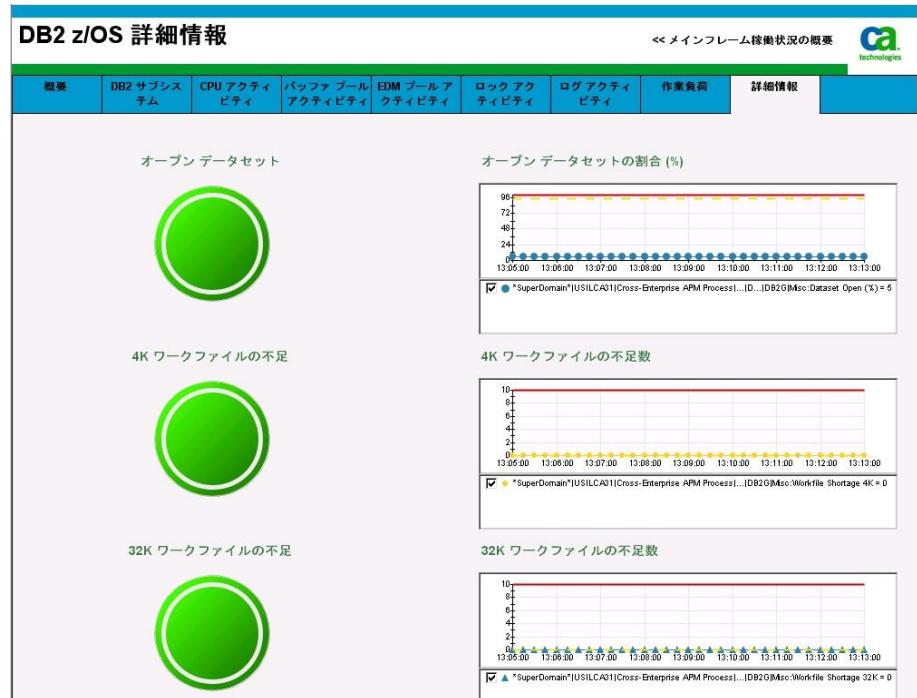 DB2 z/OS 詳細情報
<< メインフレーム稼働状況の概要
ca
technologies
概要
DB2 サブシステム
CPU アクティビティ
バッファ プール アクティビティ
EDM プール アクティビティ
ロック アクティビティ
ログ アクティビティ
作業負荷
詳細情報
オープン データセット
オープン データセットの割合 (%)
96
72
48
24
0
13:05:00 13:06:00 13:07:00 13:08:00 13:09:00 13:10:00 13:11:00 13:12:00 13:13:00
*SuperDomain*|USILCA31|Cross-Enterprise APM Process|...|D...|DB2G|Misc:Dataset Open (%) = 5
4K ワークファイルの不足
4K ワークファイルの不足数
10
8
6
4
2
0
13:05:00 13:06:00 13:07:00 13:08:00 13:09:00 13:10:00 13:11:00 13:12:00 13:13:00
*SuperDomain*|USILCA31|Cross-Enterprise APM Process|...|DB2G|Misc:Workfile Shortage 4K = 0
32K ワークファイルの不足
32K ワークファイルの不足数
10
8
6
4
2
0
13:05:00 13:06:00 13:07:00 13:08:00 13:09:00 13:10:00 13:11:00 13:12:00 13:13:00
*SuperDomain*|USILCA31|Cross-Enterprise APM Process|...|DB2G|Misc:Workfile Shortage 32K = 0